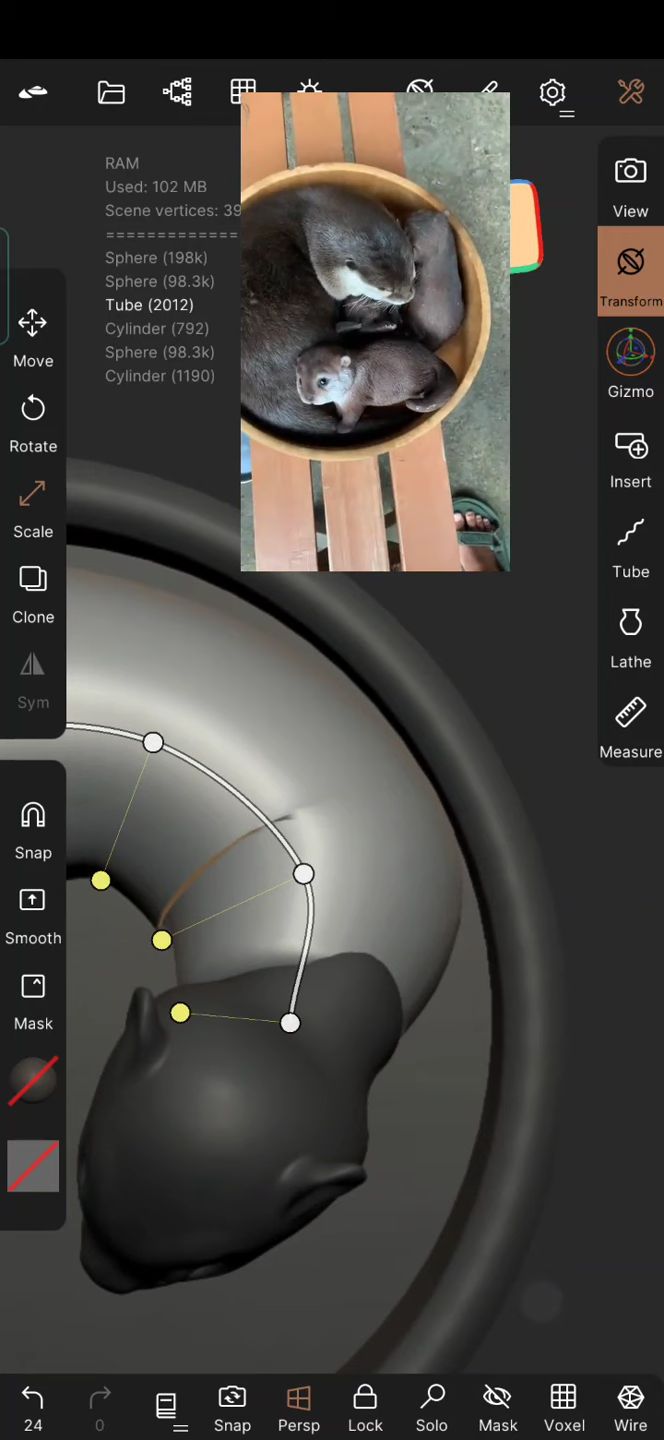 RAM
Used: 102 MB
Scene vertices: 39
=============
Sphere (198k)
Sphere (98.3k)
Tube (2012)
Cylinder (792)
Sphere (98.3k)
Cylinder (1190)
Move
Rotate
Scale
Clone
Sym
Snap
Smooth
Mask
View
Transform
Gizmo
Insert
Tube
Lathe
Measure
24
0
Snap
Persp
Lock
Solo
Mask
Voxel
Wire